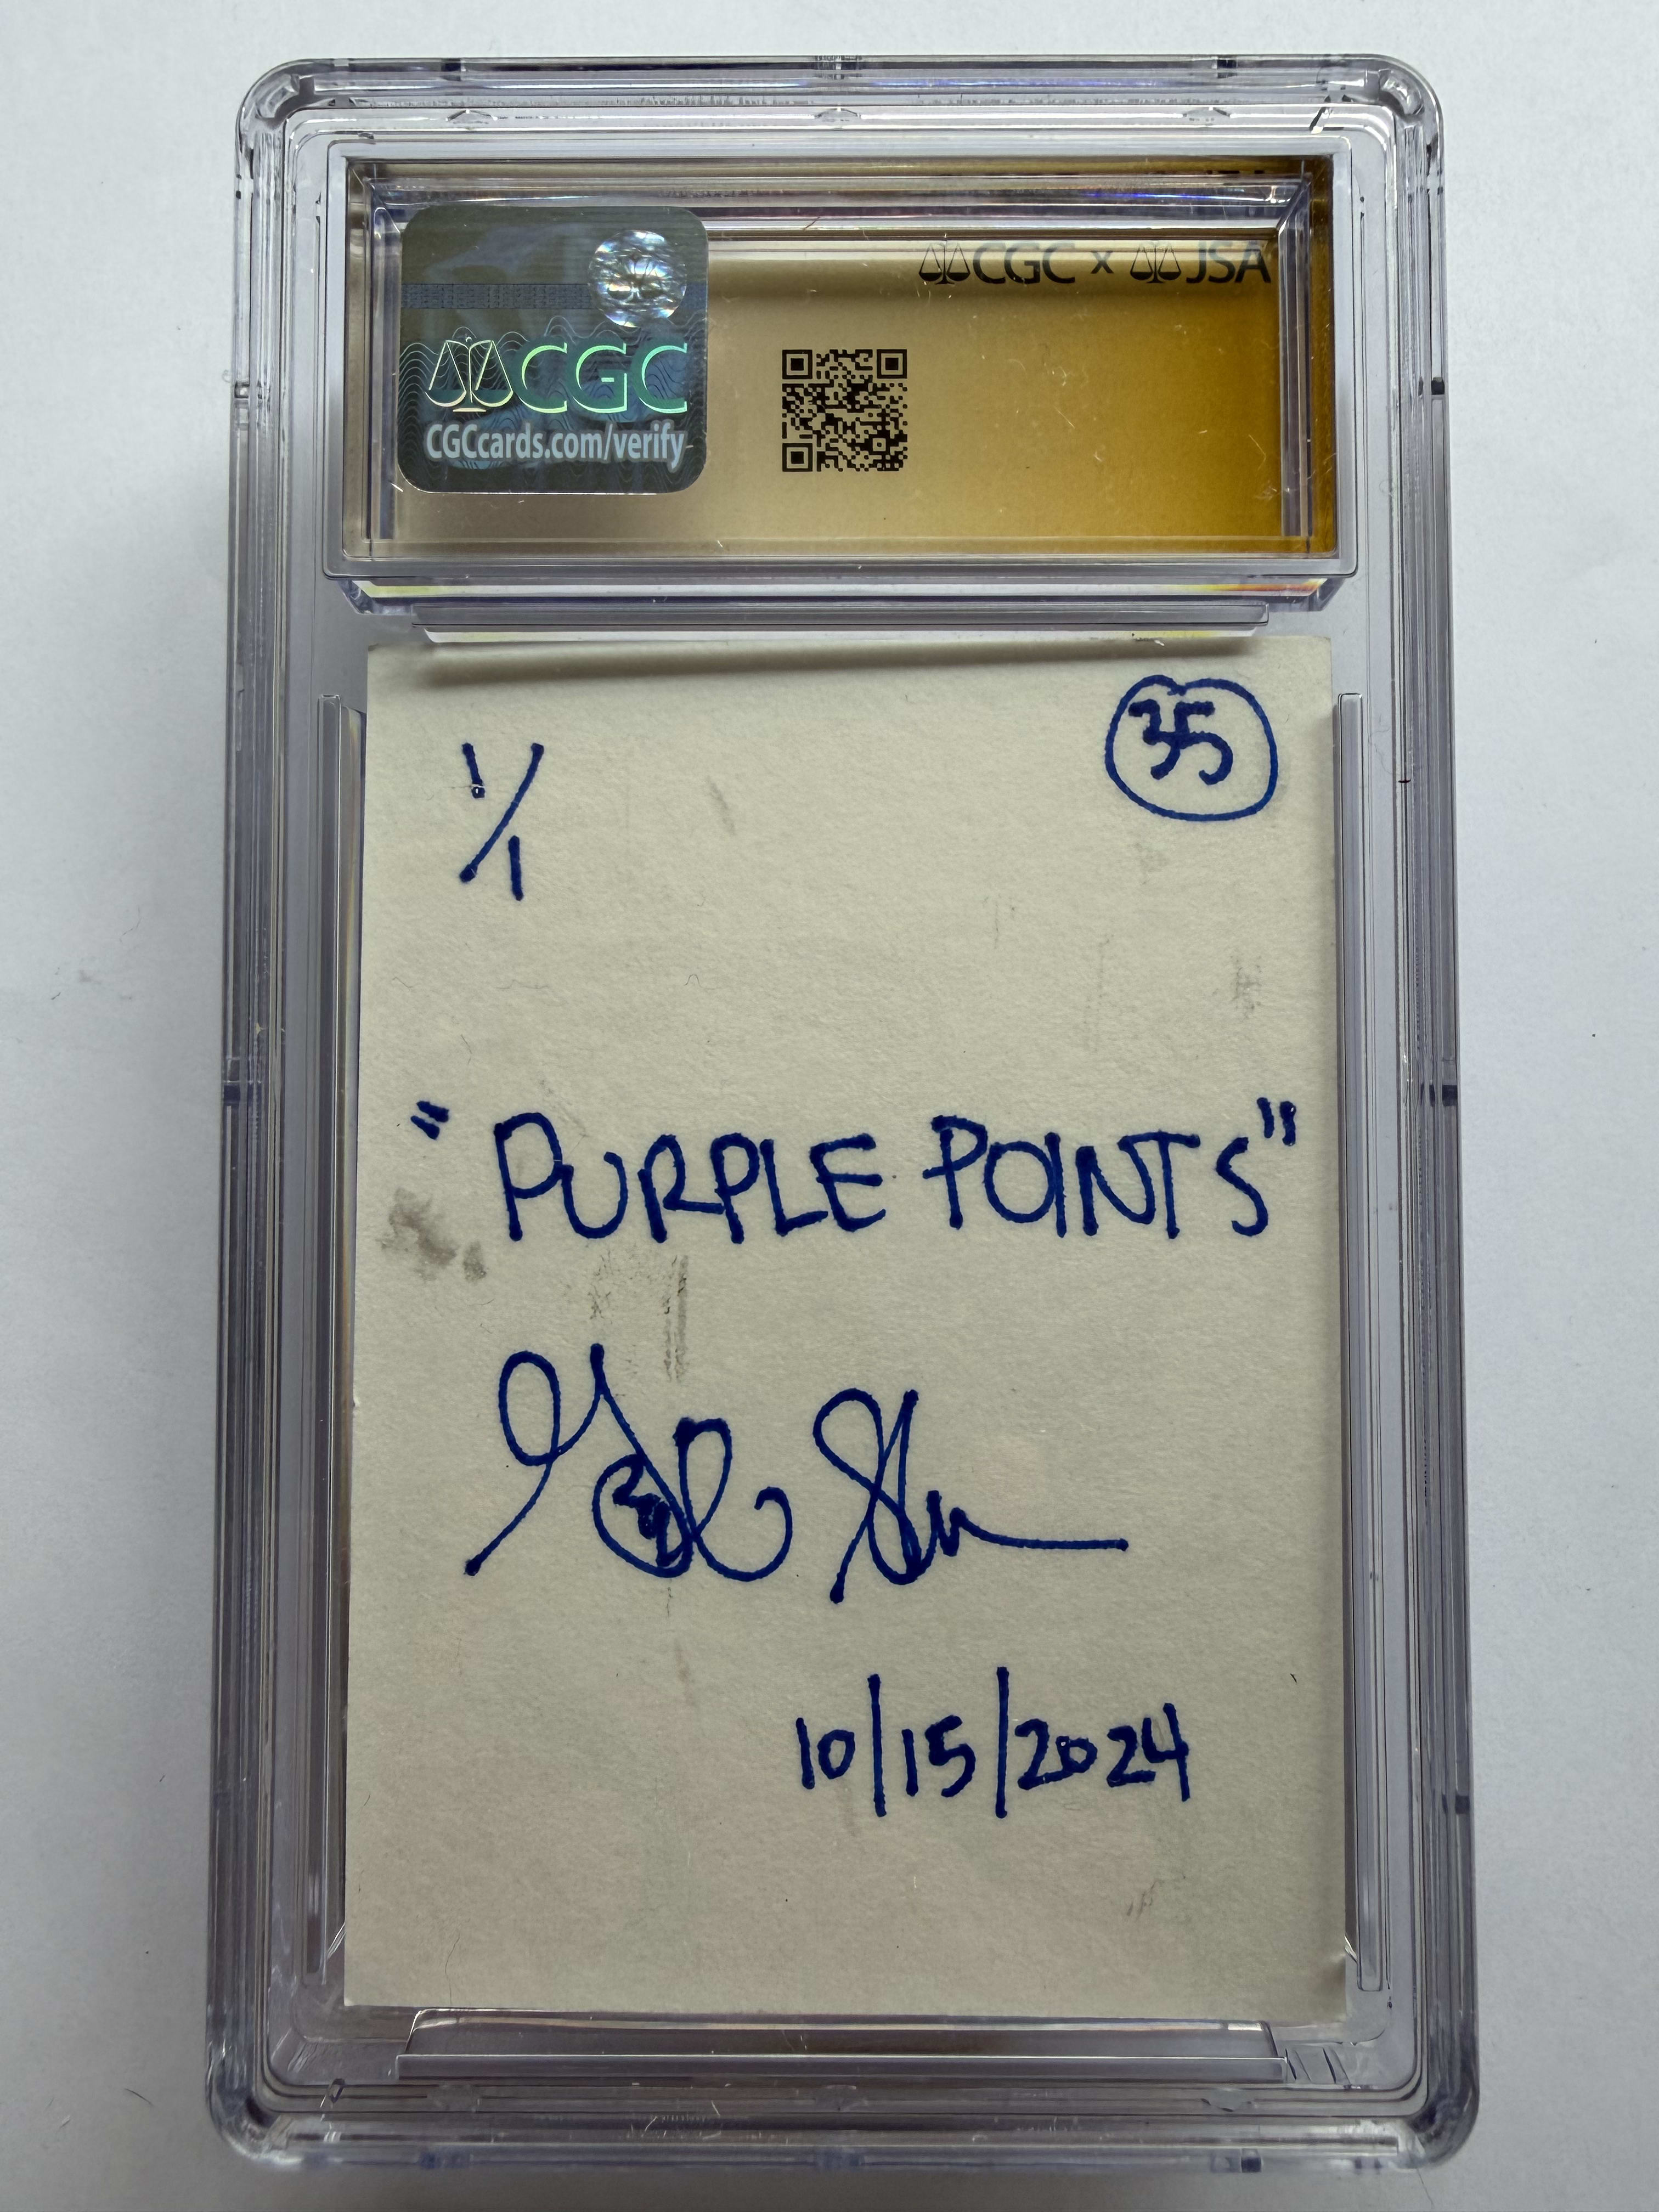 CGC x JSA
CGC
CGCcards.com/verify
35
1/1
"PURPLE POINTS"
10/15/2024